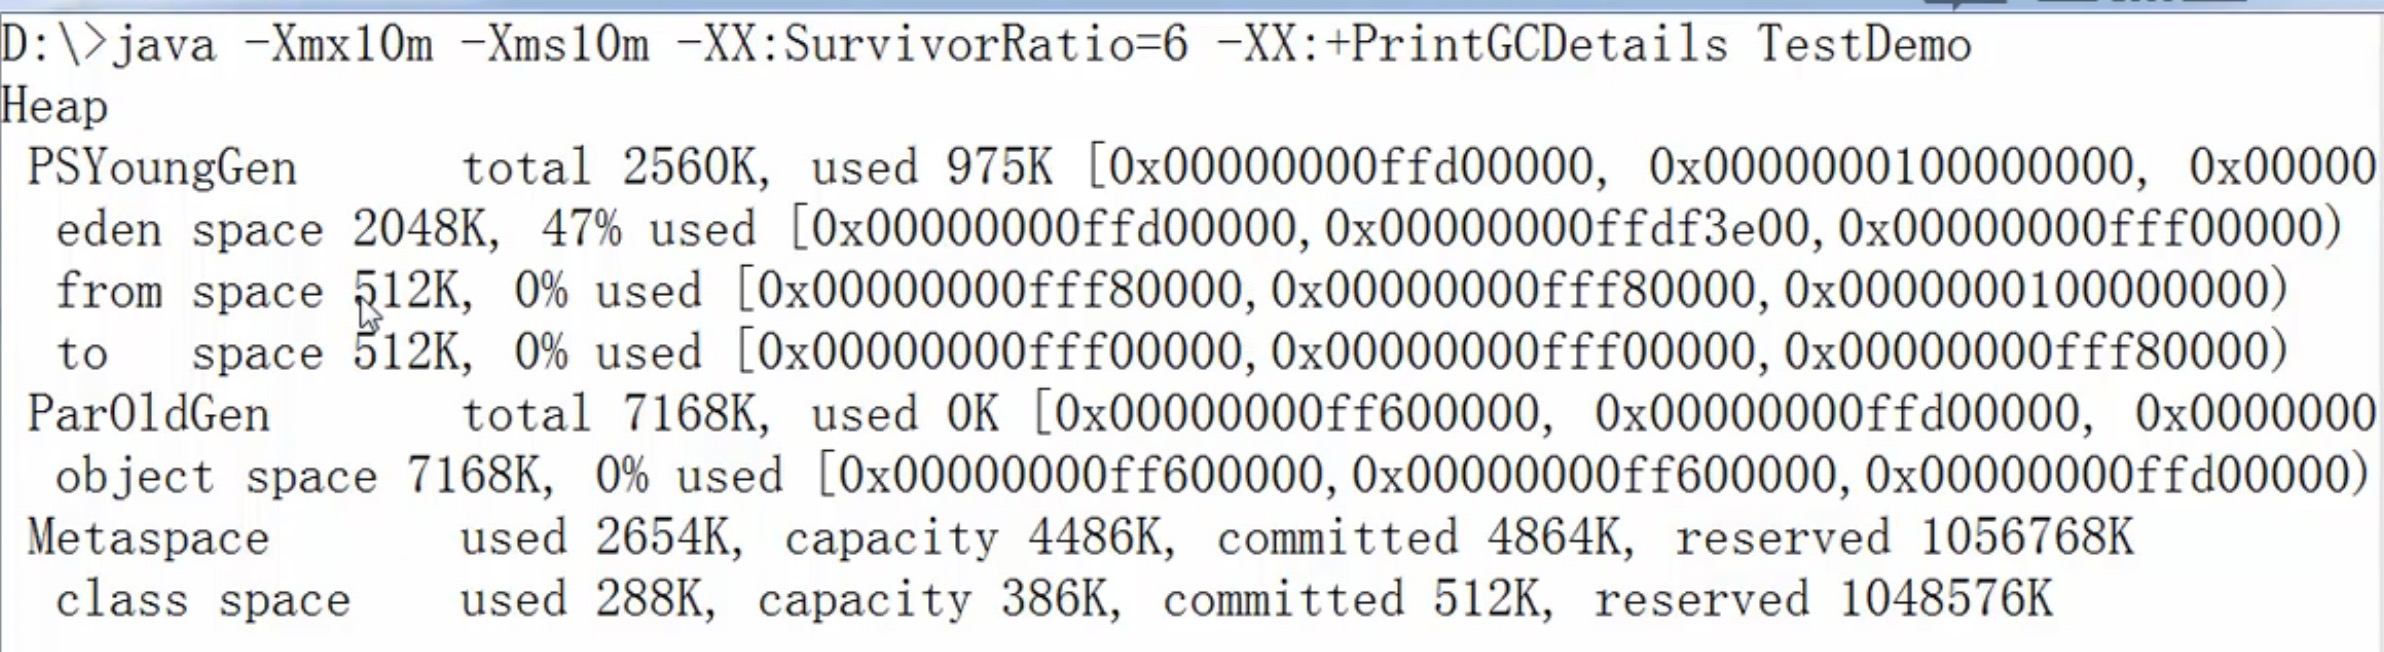 D:\>java -Xmx10m -Xms10m -XX:SurvivorRatio=6 -XX:+PrintGCDetails TestDemo
Heap
 PSYoungGen      total 2560K, used 975K [0x00000000ffd00000, 0x0000000100000000, 0x00000
  eden space 2048K, 47% used [0x00000000ffd00000,0x00000000ffdf3e00,0x00000000fff00000)
  from space 512K, 0% used [0x00000000fff80000,0x00000000fff80000,0x0000000100000000)
  to   space 512K, 0% used [0x00000000fff00000,0x00000000fff00000,0x00000000fff80000)
 ParOldGen       total 7168K, used 0K [0x00000000ff600000, 0x00000000ffd00000, 0x0000000
  object space 7168K, 0% used [0x00000000ff600000,0x00000000ff600000,0x00000000ffd00000)
 Metaspace       used 2654K, capacity 4486K, committed 4864K, reserved 1056768K
  class space    used 288K, capacity 386K, committed 512K, reserved 1048576K